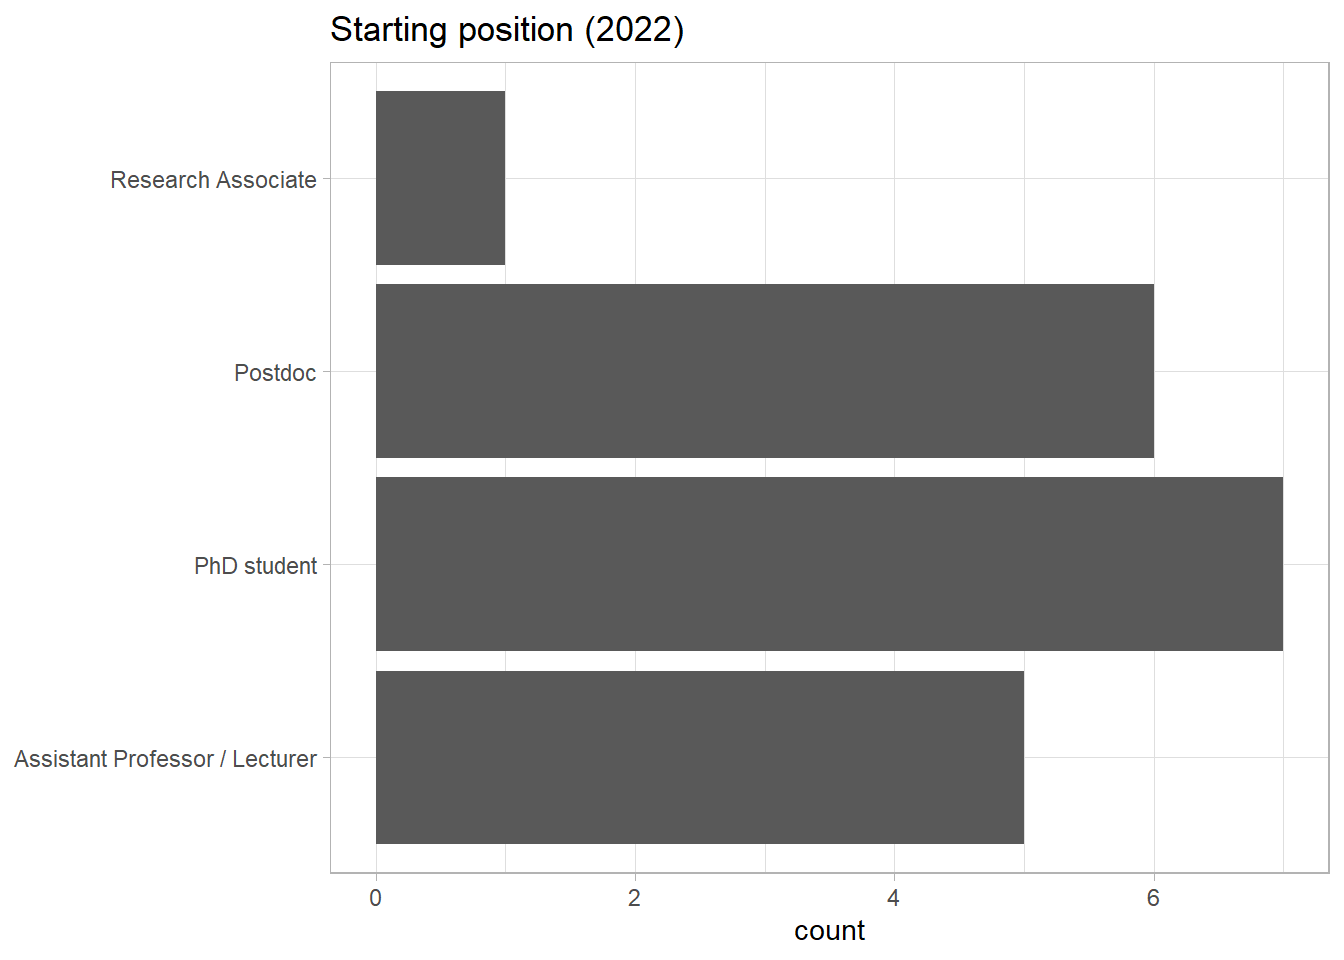 Starting position (2022)
Research Associate
Postdoc
PhD student
Assistant Professor / Lecturer
0 2 4 6
count